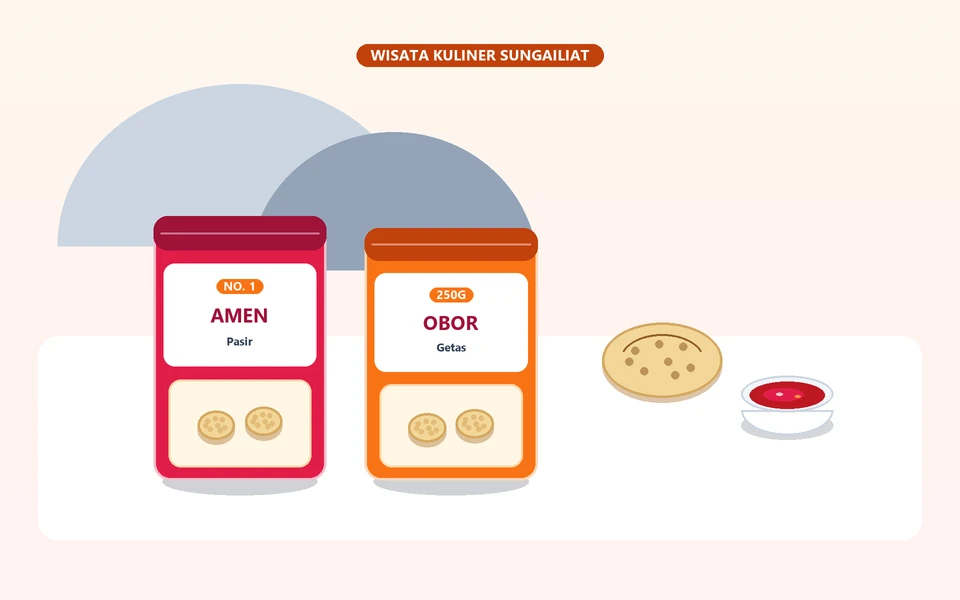 WISATA KULINER SUNGAILIAT
NO. 1
AMEN
Pasir
250G
OBOR
Getas